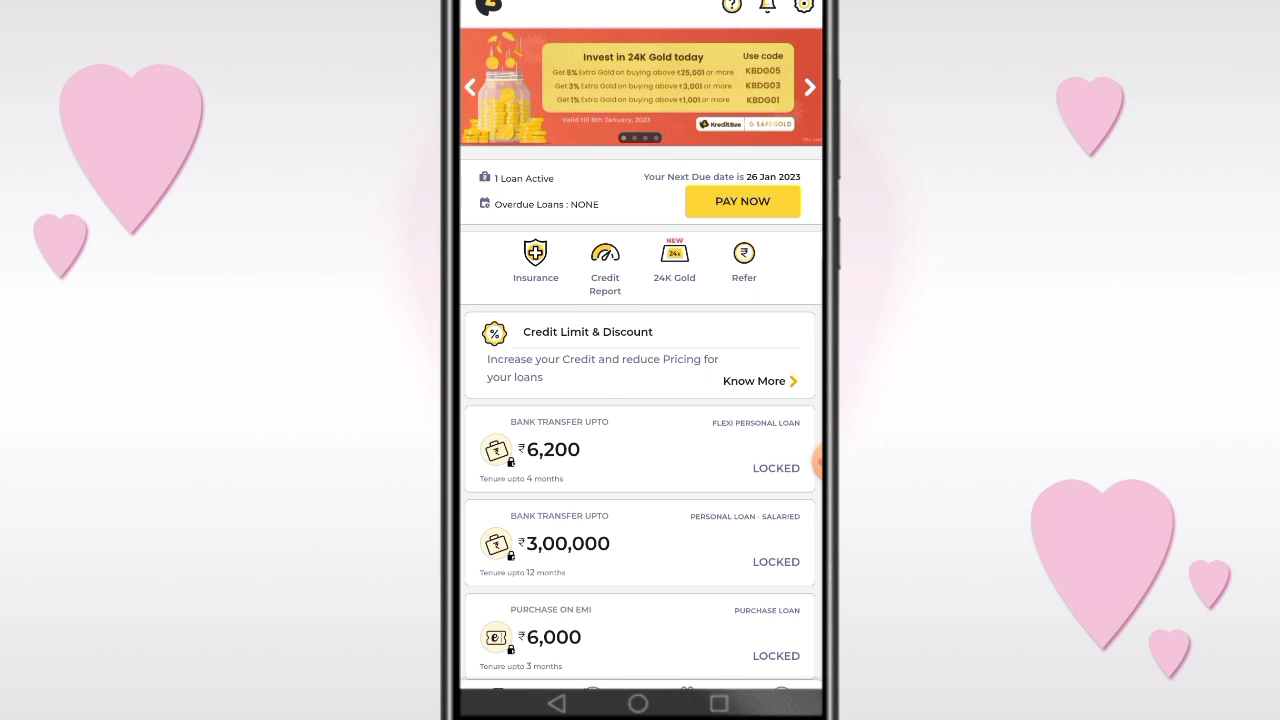 Invest in 24K Gold today
Use code
Get 5% Extra Gold on buying above ₹25,001 or more
KBDG05
Get 3% Extra Gold on buying above ₹3,001 or more
KBDG03
Get 1% Extra Gold on buying above ₹1,001 or more
KBDG01
Valid till 8th January, 2023
KreditBee
SAFEGOLD
1 Loan Active
Your Next Due date is 26 Jan 2023
Overdue Loans : NONE
PAY NOW
NEW
24k
Insurance
Credit
Report
24K Gold
Refer
Credit Limit & Discount
Increase your Credit and reduce Pricing for
your loans
Know More
BANK TRANSFER UPTO
FLEXI PERSONAL LOAN
₹6,200
LOCKED
Tenure upto 4 months
BANK TRANSFER UPTO
PERSONAL LOAN - SALARIED
₹3,00,000
LOCKED
Tenure upto 12 months
PURCHASE ON EMI
PURCHASE LOAN
₹6,000
LOCKED
Tenure upto 3 months